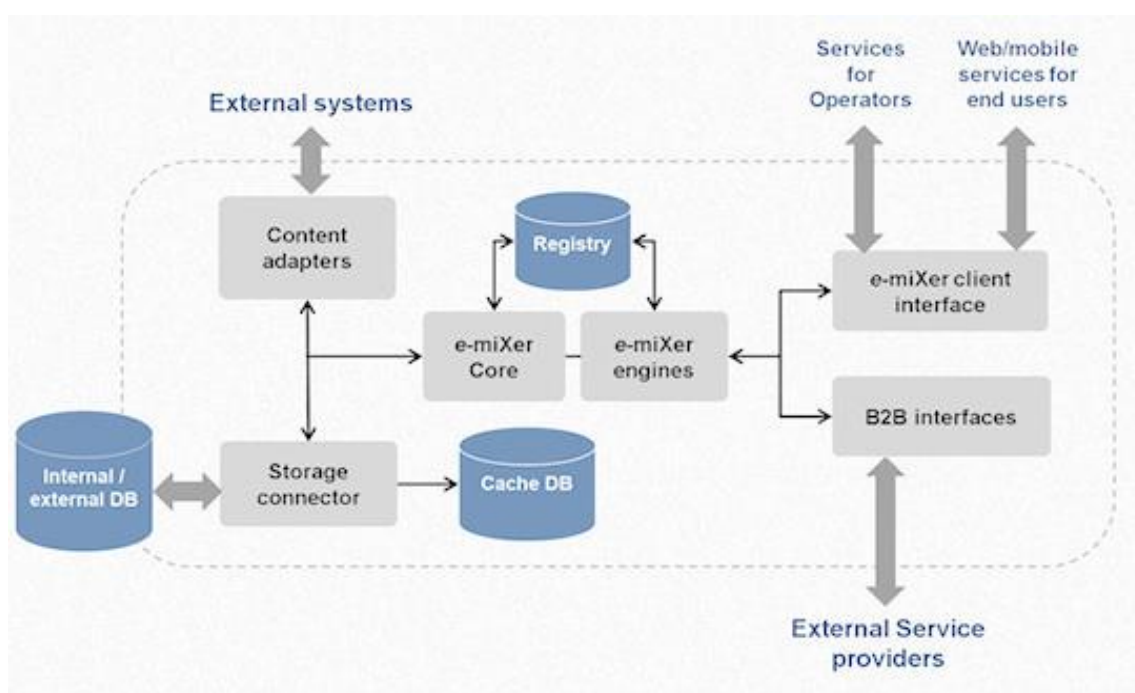 Services
for
Operators
Web/mobile
services for
end users
External systems
Content
adapters
Registry
e-miXer client
interface
e-miXer
Core
e-miXer
engines
B2B interfaces
Internal /
external DB
Storage
connector
Cache DB
External Service
providers